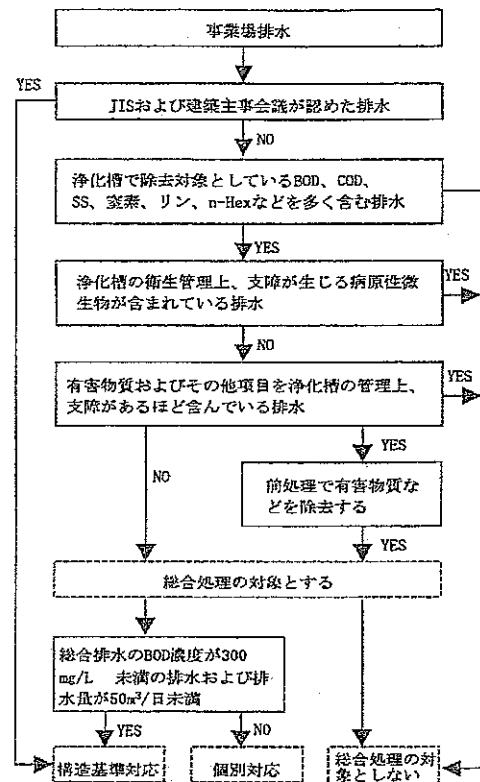 事業場排水
YES
JISおよび建築主事会議が認めた排水
NO
浄化槽で除去対象としているBOD、COD、
SS、窒素、リン、n-Hexなどを多く含む排水
YES
浄化槽の衛生管理上、支障が生じる病原性微
生物が含まれている排水
YES
NO
有害物質およびその他項目を浄化槽の管理上、
支障があるほど含んでいる排水
YES
YES
NO
前処理で有害物質な
どを除去する
YES
総合処理の対象とする
総合排水のBOD濃度が300
mg/L 未満の排水および排
水量が50m³/日未満
YES
NO
構造基準対応
個別対応
総合処理の対
象としない